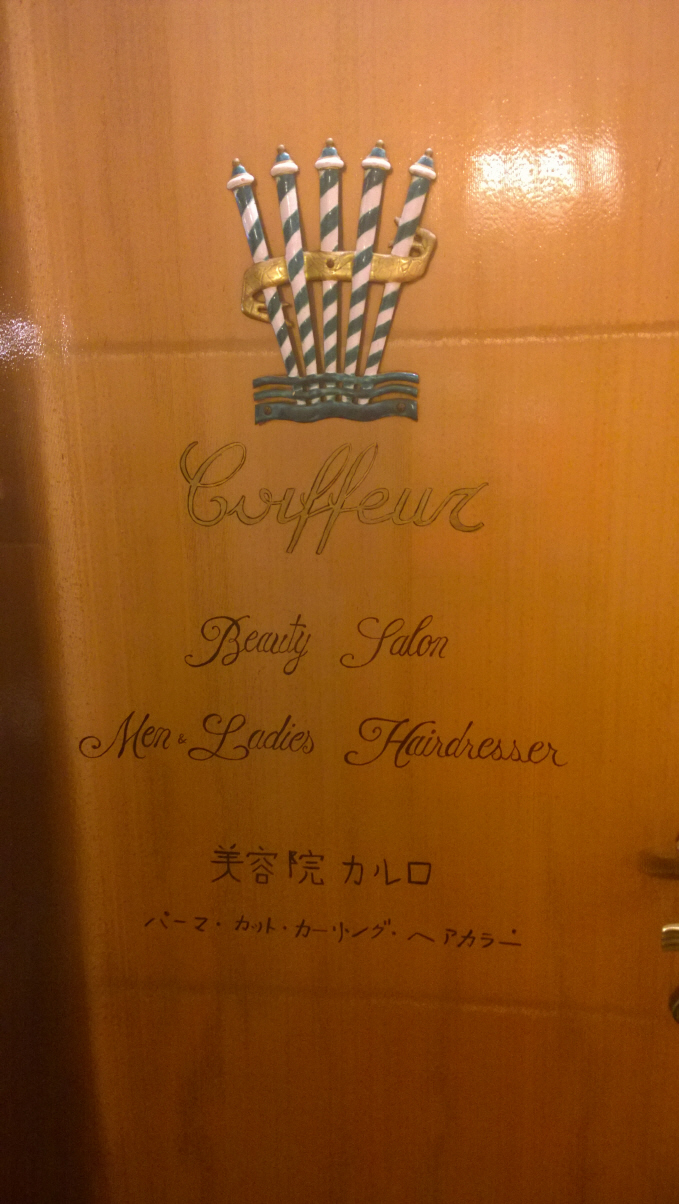 Coiffeur
Beauty Salon
Men & Ladies Hairdresser
美容院 カルロ
パーマ・カット・カーリング・ヘアカラー